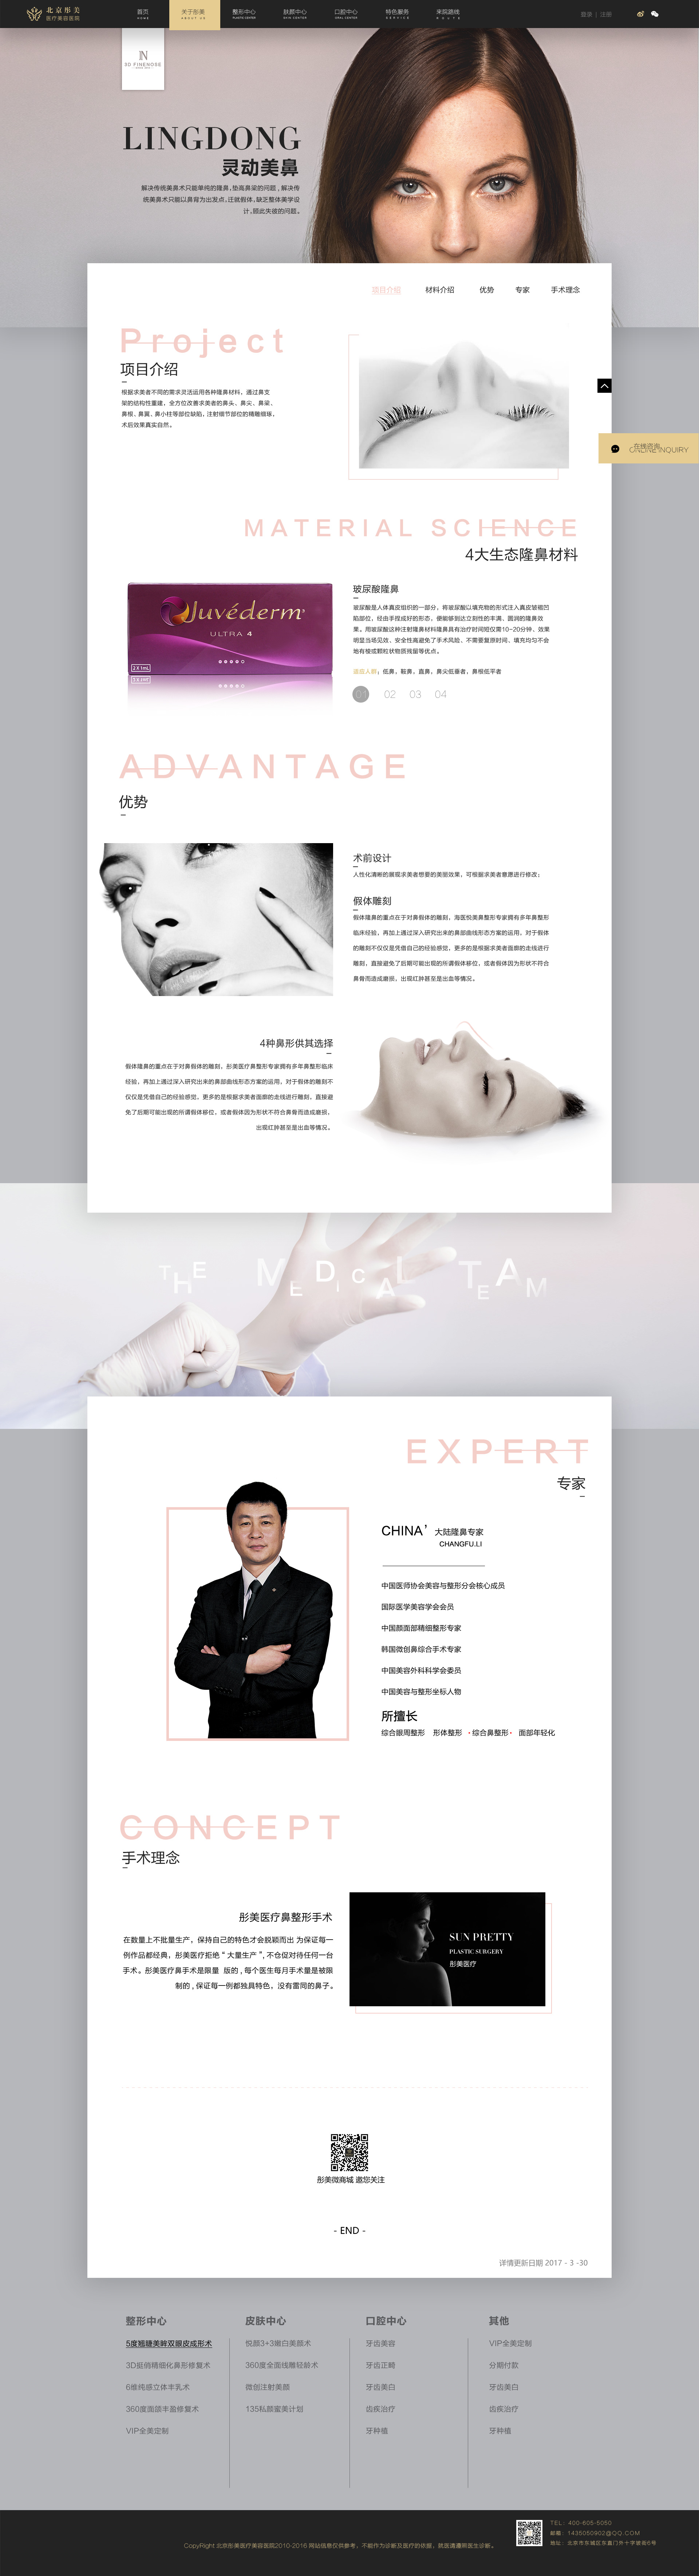 北京彤美
医疗美容医院
首页
HOME
关于彤美
ABOUT US
整形中心
PLASTIC CENTER
肤颜中心
SKIN CENTER
口腔中心
ORAL CENTER
特色服务
SERVICE
来院路线
ROUTE
登录 | 注册
N
3D FINENOSE
LINGDONG
灵动美鼻
解决传统美鼻术只能单纯的隆鼻,垫高鼻梁的问题,解决传
统美鼻术只能以鼻背为出发点,迁就假体,缺乏整体美学设
计,顾此失彼的问题。
项目介绍
材料介绍
优势
专家
手术理念
Project
项目介绍
根据求美者不同的需求灵活运用各种隆鼻材料，通过鼻支
架的结构性重建，全方位改善求美者的鼻头、鼻尖、鼻梁、
鼻根、鼻翼、鼻小柱等部位缺陷，注射细节部位的精雕细琢，
术后效果真实自然。
在线咨询
ONLINE INQUIRY
MATERIAL SCIENCE
4大生态隆鼻材料
Juvéderm
ULTRA 4
2 X 1mL
玻尿酸隆鼻
玻尿酸是人体真皮组织的一部分，将玻尿酸以填充物的形式注入真皮皱褶凹
陷部位，经由手捏成好的形态，便能够到达立刻性的丰满、圆润的隆鼻效
果。用玻尿酸这种注射隆鼻材料隆鼻具有治疗时间短仅需10-20分钟、效果
明显当场见效、安全性高避免了手术风险、不需要复原时间、填充均匀不会
地有梗或颗粒状物质残留等优点。
适应人群：低鼻，鞍鼻，直鼻，鼻尖低垂者，鼻根低平者
01
02
03
04
ADVANTAGE
优势
术前设计
人性化清晰的展现求美者想要的美丽效果，可根据求美者意愿进行修改；
假体雕刻
假体隆鼻的重点在于对鼻假体的雕刻，海医悦美鼻整形专家拥有多年鼻整形
临床经验，再加上通过深入研究出来的鼻部曲线形态方案的运用，对于假体
的雕刻不仅仅是凭借自己的经验感觉，更多的是根据求美者面廓的走线进行
雕刻，直接避免了后期可能出现的所谓假体移位，或者假体因为形状不符合
鼻骨而造成磨损，出现红肿甚至是出血等情况。
4种鼻形供其选择
假体隆鼻的重点在于对鼻假体的雕刻，彤美医疗鼻整形专家拥有多年鼻整形临床
经验，再加上通过深入研究出来的鼻部曲线形态方案的运用，对于假体的雕刻不
仅仅是凭借自己的经验感觉，更多的是根据求美者面廓的走线进行雕刻，直接避
免了后期可能出现的所谓假体移位，或者假体因为形状不符合鼻骨而造成磨损，
出现红肿甚至是出血等情况。
THE MEDICAL TEAM
EXPERT
专家
CHINA' 大陆隆鼻专家
CHANGFU.LI
中国医师协会美容与整形分会核心成员
国际医学美容学会会员
中国颜面部精细整形专家
韩国微创鼻综合手术专家
中国美容外科科学会委员
中国美容与整形坐标人物
所擅长
综合眼周整形 形体整形 ·综合鼻整形· 面部年轻化
CONCEPT
手术理念
彤美医疗鼻整形手术
在数量上不批量生产，保持自己的特色才会脱颖而出 为保证每一
例作品都经典，彤美医疗拒绝“大量生产”, 不仓促对待任何一台
手术。彤美医疗鼻手术是限量 版的 , 每个医生每月手术量是被限
制的 , 保证每一例都独具特色，没有雷同的鼻子。
SUN PRETTY
PLASTIC SURGERY
彤美医疗
彤美微商城 邀您关注
- END -
详情更新日期 2017 - 3 -30
整形中心
5度翘睫美眸双眼皮成形术
3D挺俏精细化鼻形修复术
6维纯感立体丰乳术
360度面颌丰盈修复术
VIP全美定制
皮肤中心
悦颜3+3嫩白美颜术
360度全面线雕轻龄术
微创注射美颜
135私颜蜜美计划
口腔中心
牙齿美容
牙齿正畸
牙齿美白
齿疾治疗
牙种植
其他
VIP全美定制
分期付款
牙齿美白
齿疾治疗
牙种植
CopyRight 北京彤美医疗美容医院2010-2016 网站信息仅供参考，不能作为诊断及医疗的依据，就医请遵照医生诊断。
TEL：400-605-5050
邮箱：1435050902@QQ.COM
地址：北京市东城区东直门外十字坡街6号